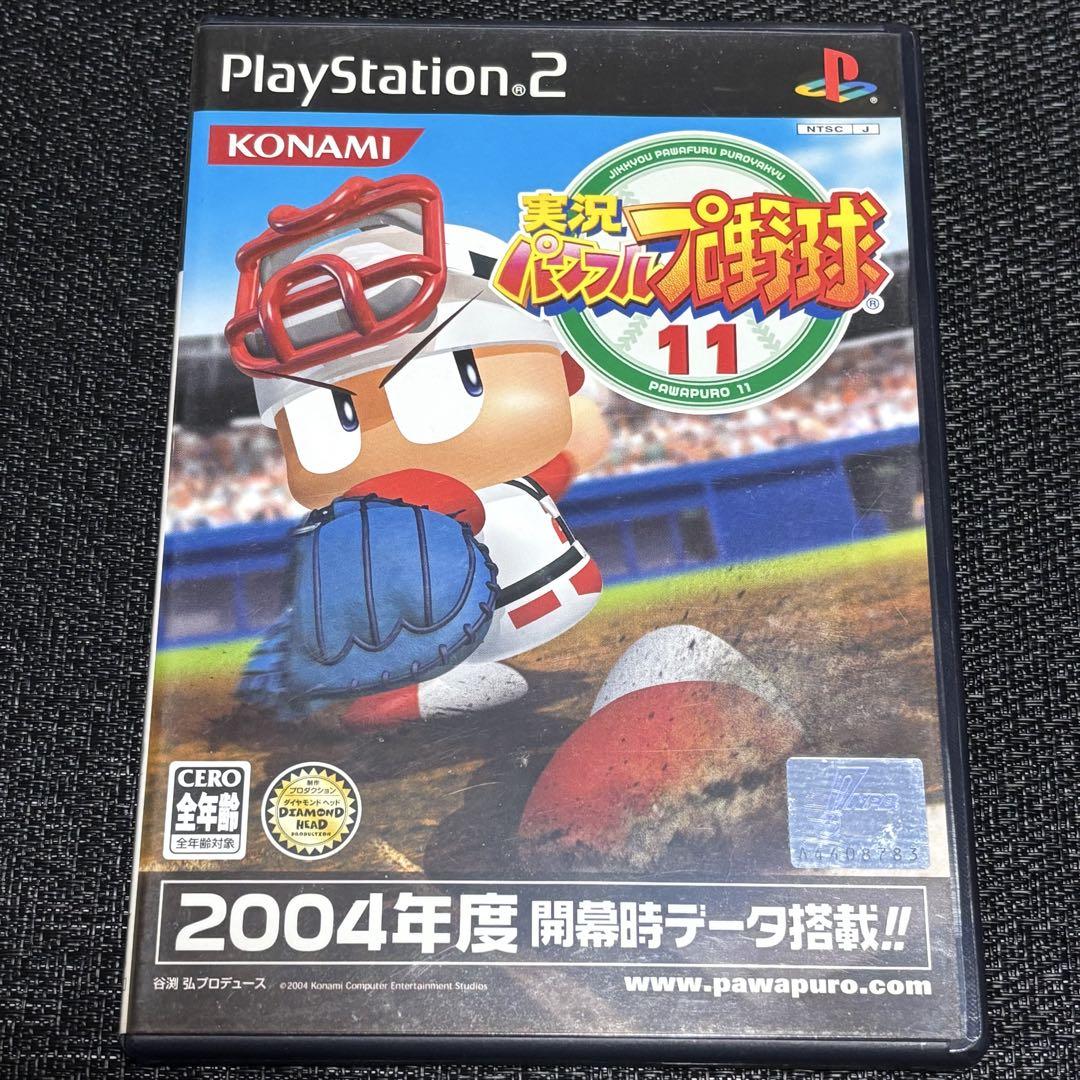 PlayStation®2
NTSC J
KONAMI
JIKKYOU PAWAFURU PUROYAKYU
実況
パワフルプロ野球®
11
PAWAPURO 11
CERO
全年齢
全年齢対象
制作
プロダクション
ダイヤモンドヘッド
DIAMOND
HEAD
PRODUCTION
2004年度 開幕時データ搭載!!
谷渕 弘プロデュース ©2004 Konami Computer Entertainment Studios
www.pawapuro.com